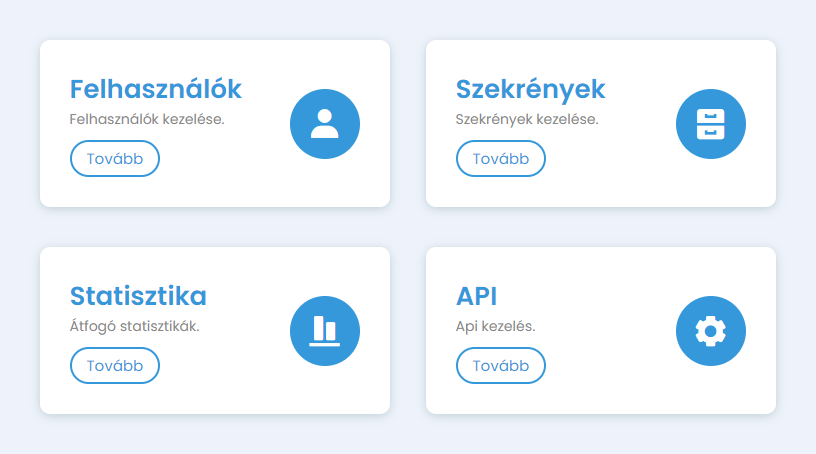 Felhasználók
Felhasználók kezelése.
Tovább
Szekrények
Szekrények kezelése.
Tovább
Statisztika
Átfogó statisztikák.
Tovább
API
Api kezelés.
Tovább